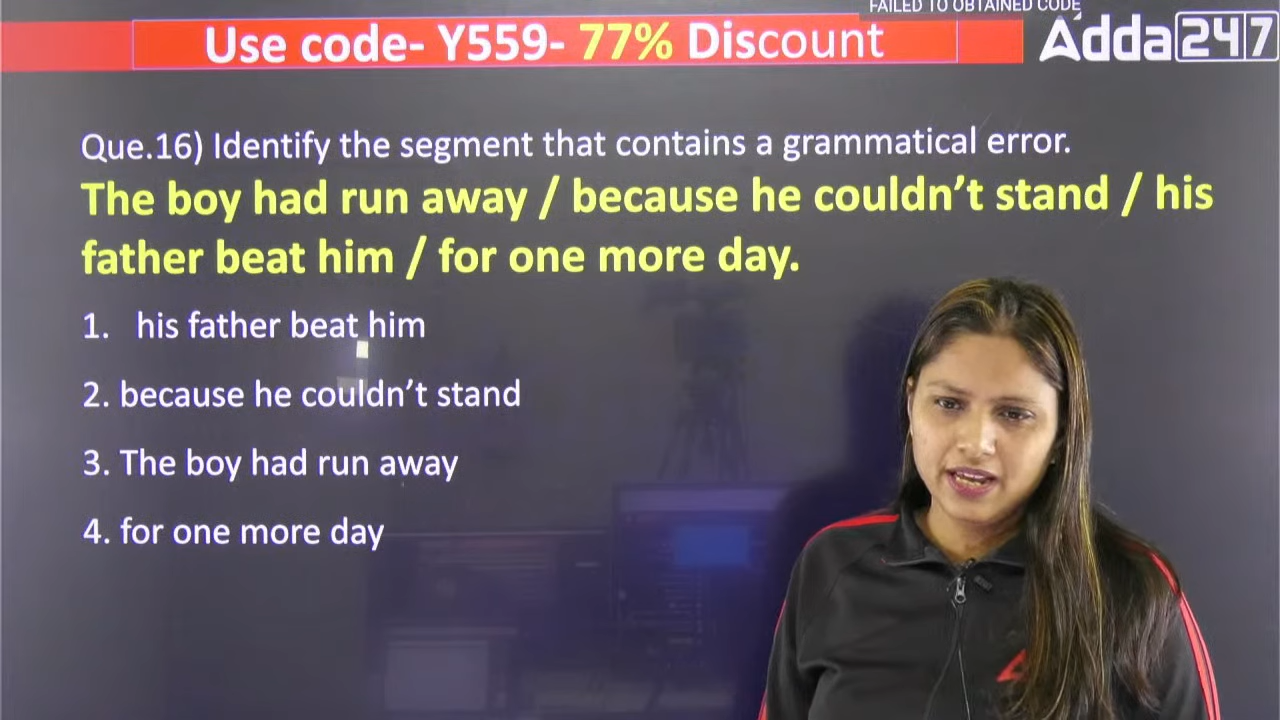 FAILED TO OBTAINED CODE
Use code- Y559- 77% Discount
Adda 247
Que.16) Identify the segment that contains a grammatical error.
The boy had run away / because he couldn't stand / his
father beat him / for one more day.
1. his father beat him
2. because he couldn't stand
3. The boy had run away
4. for one more day